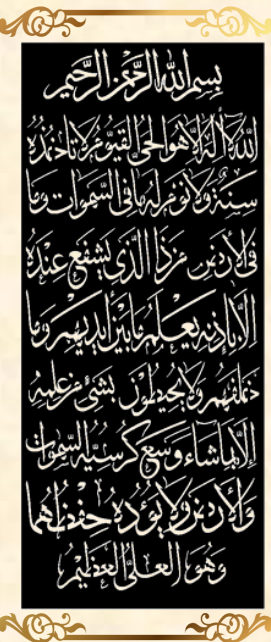 بسم الله الرحمن الرحيم
الله لا إله إلا هو الحي القيوم لا تأخذه
سنة ولا نوم له ما في السموات وما
في الأرض من ذا الذي يشفع عنده
إلا بإذنه يعلم ما بين أيديهم وما
خلفهم ولا يحيطون بشيء من علمه
إلا بما شاء وسع كرسيه السموات
والأرض ولا يؤده حفظهما
وهو العلي العظيم